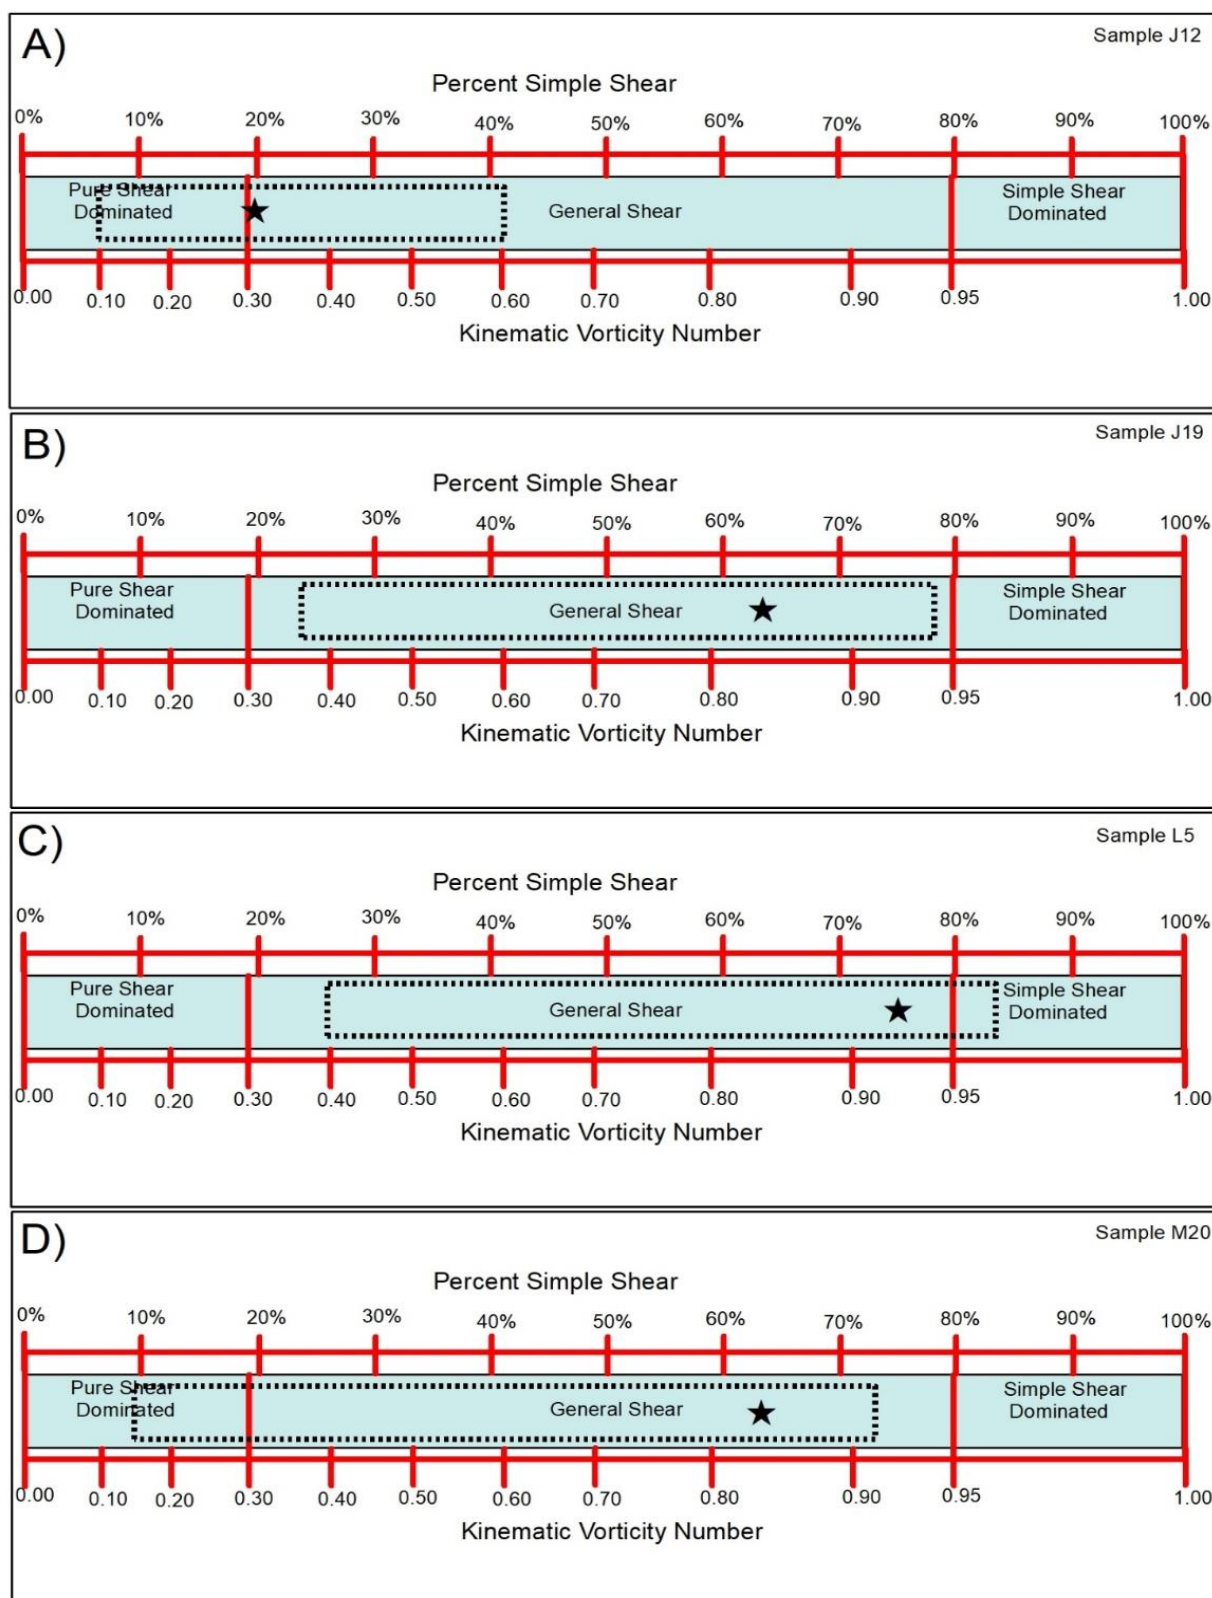 A)
Sample J12
Percent Simple Shear
0% 10% 20% 30% 40% 50% 60% 70% 80% 90% 100%
Pure Shear
Dominated
General Shear
Simple Shear
Dominated
0.00 0.10 0.20 0.30 0.40 0.50 0.60 0.70 0.80 0.90 0.95 1.00
Kinematic Vorticity Number
B)
Sample J19
Percent Simple Shear
0% 10% 20% 30% 40% 50% 60% 70% 80% 90% 100%
Pure Shear
Dominated
General Shear
Simple Shear
Dominated
0.00 0.10 0.20 0.30 0.40 0.50 0.60 0.70 0.80 0.90 0.95 1.00
Kinematic Vorticity Number
C)
Sample L5
Percent Simple Shear
0% 10% 20% 30% 40% 50% 60% 70% 80% 90% 100%
Pure Shear
Dominated
General Shear
Simple Shear
Dominated
0.00 0.10 0.20 0.30 0.40 0.50 0.60 0.70 0.80 0.90 0.95 1.00
Kinematic Vorticity Number
D)
Sample M20
Percent Simple Shear
0% 10% 20% 30% 40% 50% 60% 70% 80% 90% 100%
Pure Shear
Dominated
General Shear
Simple Shear
Dominated
0.00 0.10 0.20 0.30 0.40 0.50 0.60 0.70 0.80 0.90 0.95 1.00
Kinematic Vorticity Number